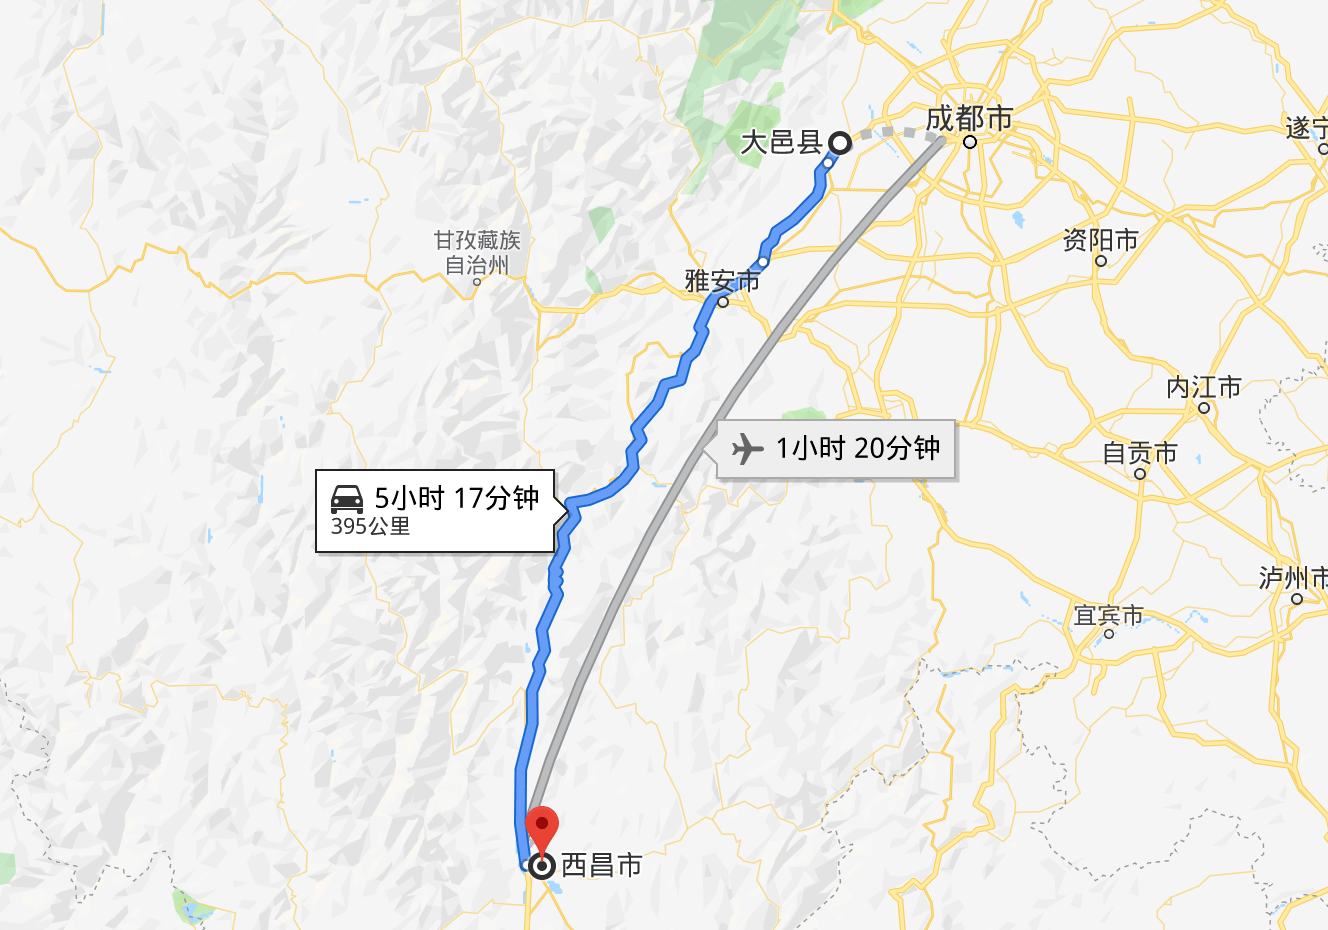 成都市
遂宁
大邑县
甘孜藏族
自治州
资阳市
雅安市
内江市
1小时 20分钟
自贡市
5小时 17分钟
395公里
泸州市
宜宾市
西昌市